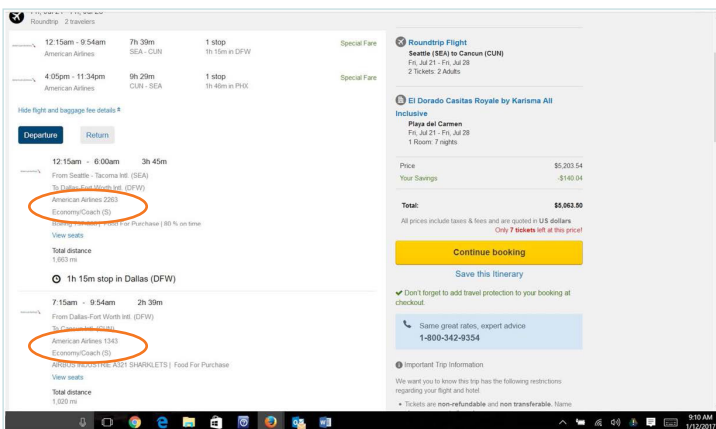 Roundtrip 2 travelers
12:15am - 9:54am 7h 39m 1 stop Special Fare
American Airlines SEA - CUN 1h 15m in DFW
4:05pm - 11:34pm 9h 29m 1 stop Special Fare
American Airlines CUN - SEA 1h 46m in PHX
Hide flight and baggage fee details
Departure Return
12:15am - 6:00am 3h 45m
From Seattle - Tacoma Intl. (SEA)
To Dallas-Fort Worth Intl. (DFW)
American Airlines 2263
Economy/Coach (S)
Food For Purchase | 80 % on time
View seats
Total distance
1,663 mi
1h 15m stop in Dallas (DFW)
7:15am - 9:54am 2h 39m
From Dallas-Fort Worth Intl. (DFW)
To Cancun Intl. (CUN)
American Airlines 1343
Economy/Coach (S)
AIRBUS INDUSTRIE A321 SHARKLETS | Food For Purchase
View seats
Total distance
1,020 mi
Roundtrip Flight
Seattle (SEA) to Cancun (CUN)
Fri, Jul 21 - Fri, Jul 28
2 Tickets: 2 Adults
El Dorado Casitas Royale by Karisma All
Inclusive
Playa del Carmen
Fri, Jul 21 - Fri, Jul 28
1 Room: 7 nights
Price $5,203.54
Your Savings -$140.04
Total: $5,063.50
All prices include taxes & fees and are quoted in US dollars.
Only 7 tickets left at this price!
Continue booking
Save this Itinerary
Don't forget to add travel protection to your booking at
checkout.
Same great rates, expert advice
1-800-342-9354
Important Trip Information
We want you to know this trip has the following restrictions
regarding your flight and hotel.
• Tickets are non-refundable and non transferable. Name
9:10 AM
1/12/2017